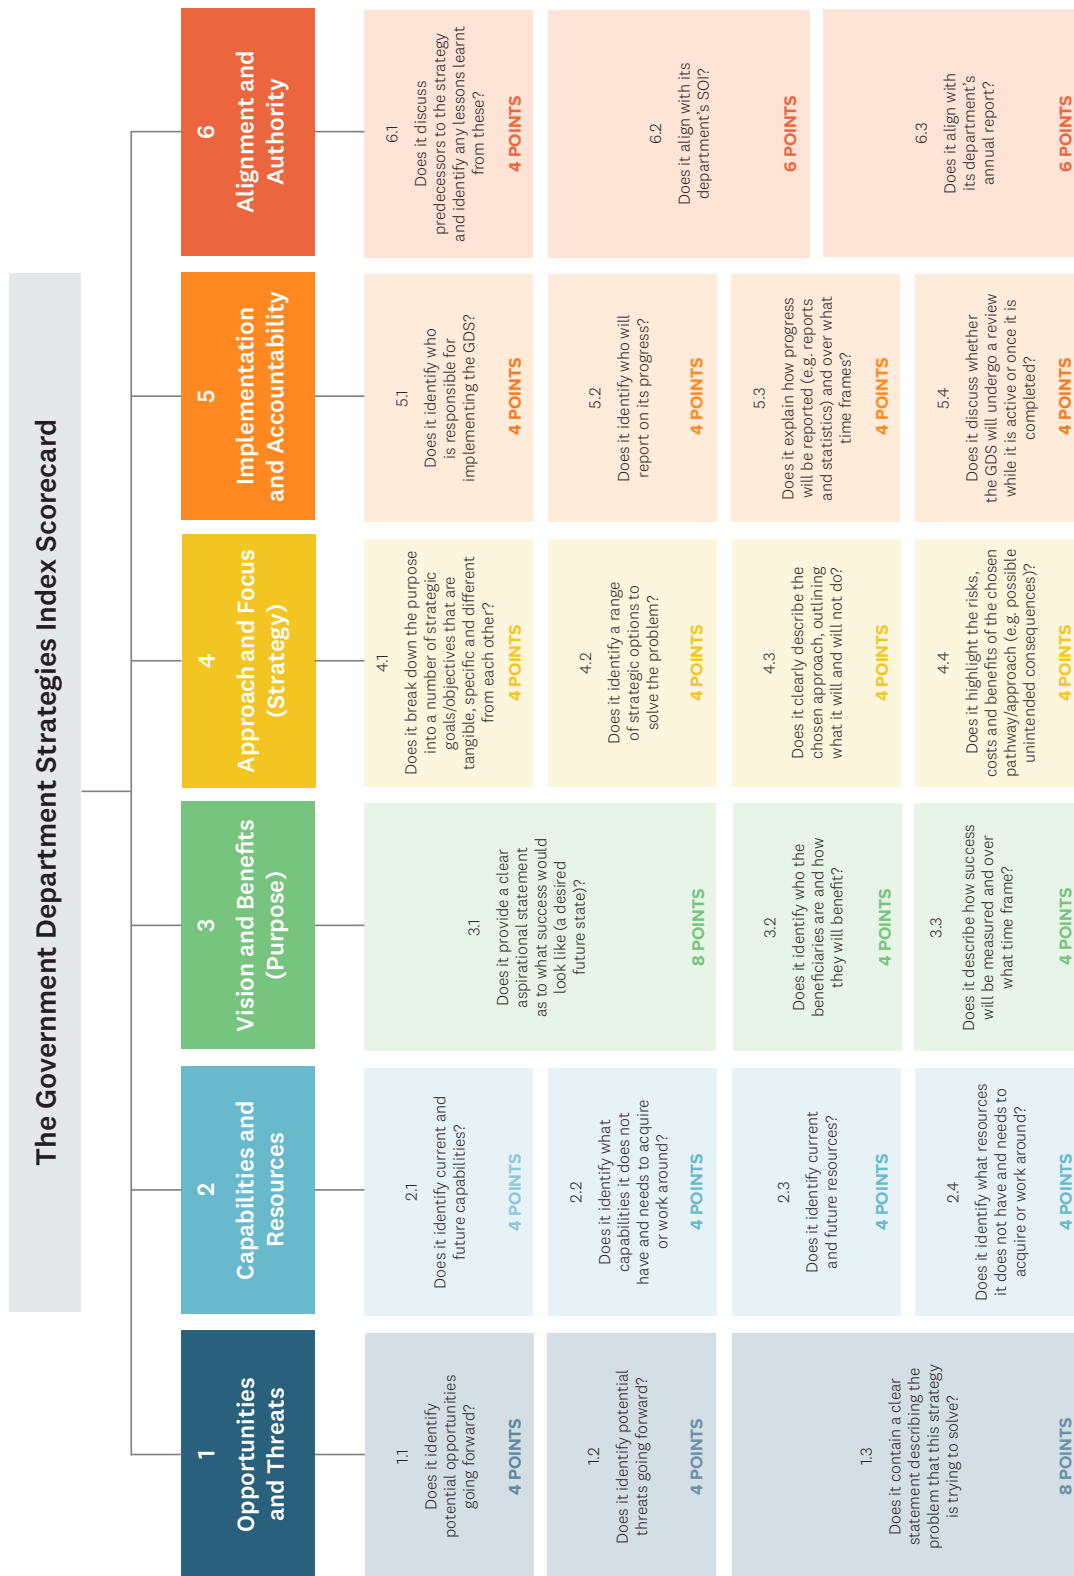 The Government Department Strategies Index Scorecard
1
Opportunities
and Threats
1.1
Does it identify
potential opportunities
going forward?
4 POINTS
1.2
Does it identify potential
threats going forward?
4 POINTS
1.3
Does it contain a clear
statement describing the
problem that this strategy
is trying to solve?
8 POINTS
2
Capabilities and
Resources
2.1
Does it identify current and
future capabilities?
4 POINTS
2.2
Does it identify what
capabilities it does not
have and needs to acquire
or work around?
4 POINTS
2.3
Does it identify current
and future resources?
4 POINTS
2.4
Does it identify what resources
it does not have and needs to
acquire or work around?
4 POINTS
3
Vision and Benefits
(Purpose)
3.1
Does it provide a clear
aspirational statement
as to what success would
look like (a desired
future state)?
8 POINTS
3.2
Does it identify who the
beneficiaries are and how
they will benefit?
4 POINTS
3.3
Does it describe how success
will be measured and over
what time frame?
4 POINTS
4
Approach and Focus
(Strategy)
4.1
Does it break down the purpose
into a number of strategic
goals/objectives that are
tangible, specific and different
from each other?
4 POINTS
4.2
Does it identify a range
of strategic options to
solve the problem?
4 POINTS
4.3
Does it clearly describe the
chosen approach, outlining
what it will and will not do?
4 POINTS
4.4
Does it highlight the risks,
costs and benefits of the chosen
pathway/approach (e.g. possible
unintended consequences)?
4 POINTS
5
Implementation
and Accountability
5.1
Does it identify who
is responsible for
implementing the GDS?
4 POINTS
5.2
Does it identify who will
report on its progress?
4 POINTS
5.3
Does it explain how progress
will be reported (e.g. reports
and statistics) and over what
time frames?
4 POINTS
5.4
Does it discuss whether
the GDS will undergo a review
while it is active or once it is
completed?
4 POINTS
6
Alignment and
Authority
6.1
Does it discuss
predecessors to the strategy
and identify any lessons learnt
from these?
4 POINTS
6.2
Does it align with its
department's SOI?
6 POINTS
6.3
Does it align with
its department's
annual report?
6 POINTS